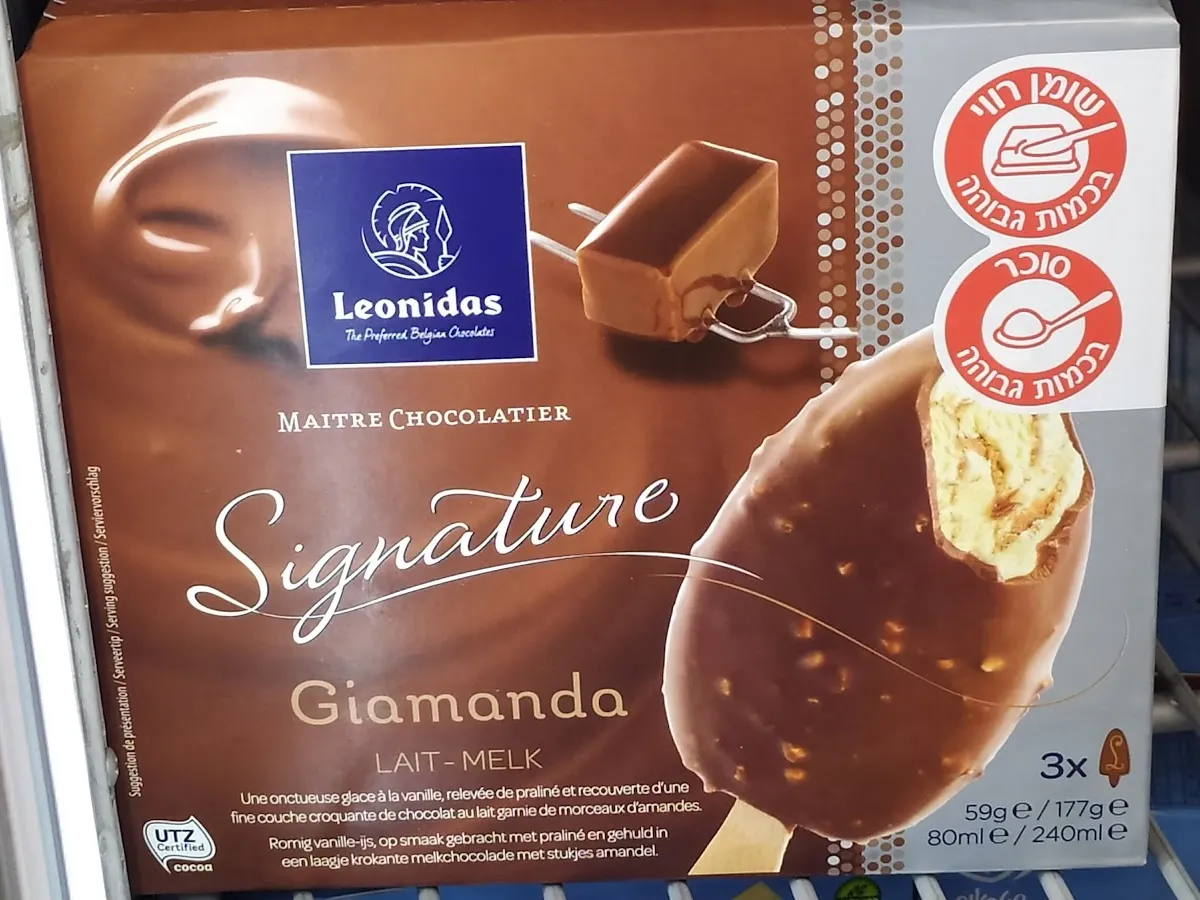 Leonidas
The Preferred Belgian Chocolates
MAITRE CHOCOLATIER
Signature
Giamanda
LAIT - MELK
Une onctueuse glace à la vanille, relevée de praliné et recouverte d'une
fine couche croquante de chocolat au lait garnie de morceaux d'amandes.
Romig vanille-ijs, op smaak gebracht met praliné en gehuld in
een laagje krokante melkchocolade met stukjes amandel.
Suggestion de présentation / Serveertip / Serving suggestion / Serviervorschlag
UTZ
Certified
cocoa
שומן רווי
בכמות גבוהה
סוכר
בכמות גבוהה
3x
L
59g e / 177g e
80ml e / 240ml e